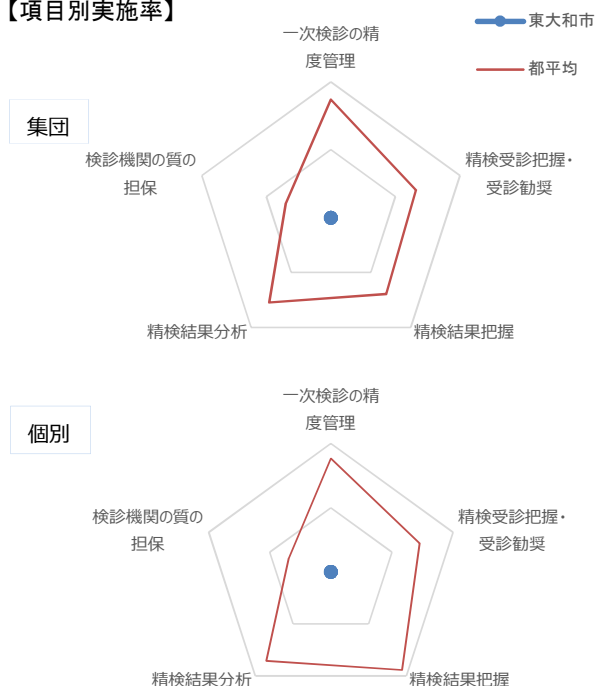 【項目別実施率】
東大和市
都平均
集団
一次検診の精
度管理
精検受診把握・
受診勧奨
精検結果把握
精検結果分析
検診機関の質の
担保
個別
一次検診の精
度管理
精検受診把握・
受診勧奨
精検結果把握
精検結果分析
検診機関の質の
担保